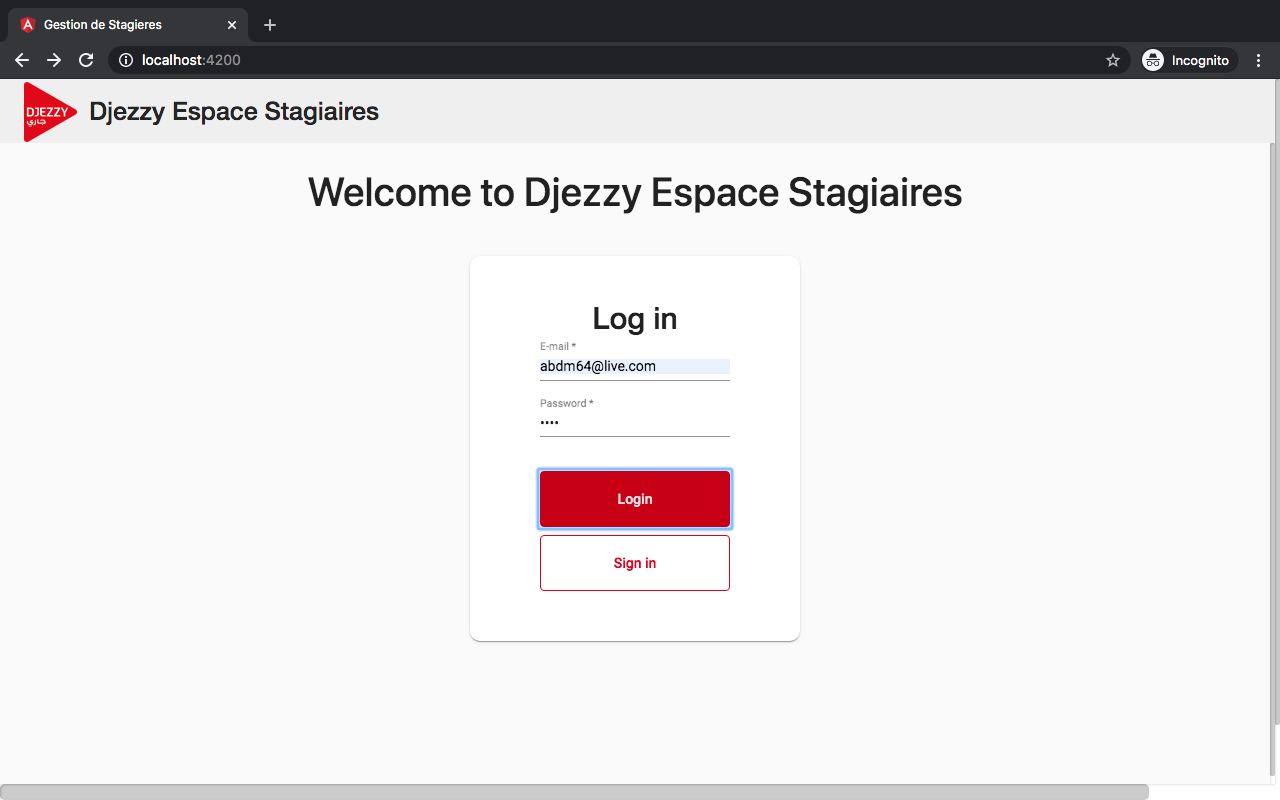 Gestion de Stagieres
localhost:4200
Incognito
DJEZZY
جازي
Djezzy Espace Stagiaires
Welcome to Djezzy Espace Stagiaires
Log in
E-mail *
abdm64@live.com
Password *
••••
Login
Sign in